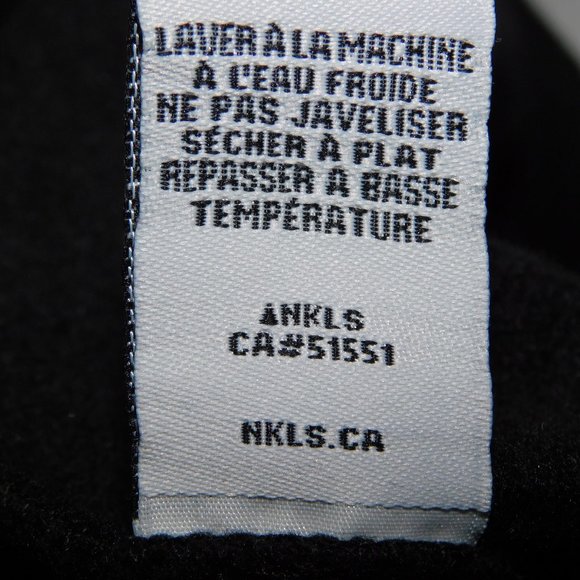 LAVER À LA MACHINE
À L'EAU FROIDE
NE PAS JAVELISER
SÉCHER À PLAT
REPASSER À BASSE
TEMPÉRATURE
ANKLS
CA#51551
NKLS.CA